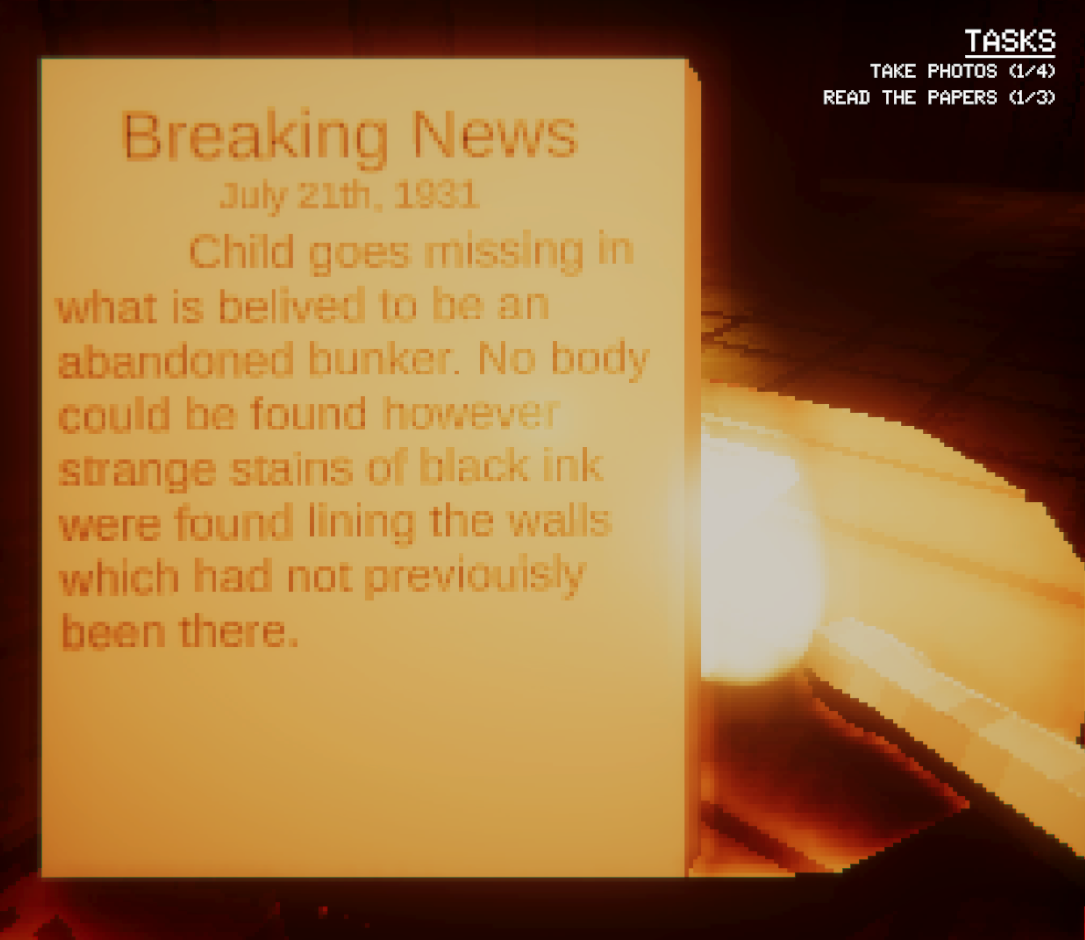 TASKS
TAKE PHOTOS (1/4)
READ THE PAPERS (1/3)
Breaking News
July 21th, 1931
Child goes missing in
what is belived to be an
abandoned bunker. No body
could be found however
strange stains of black ink
were found lining the walls
which had not previouisly
been there.